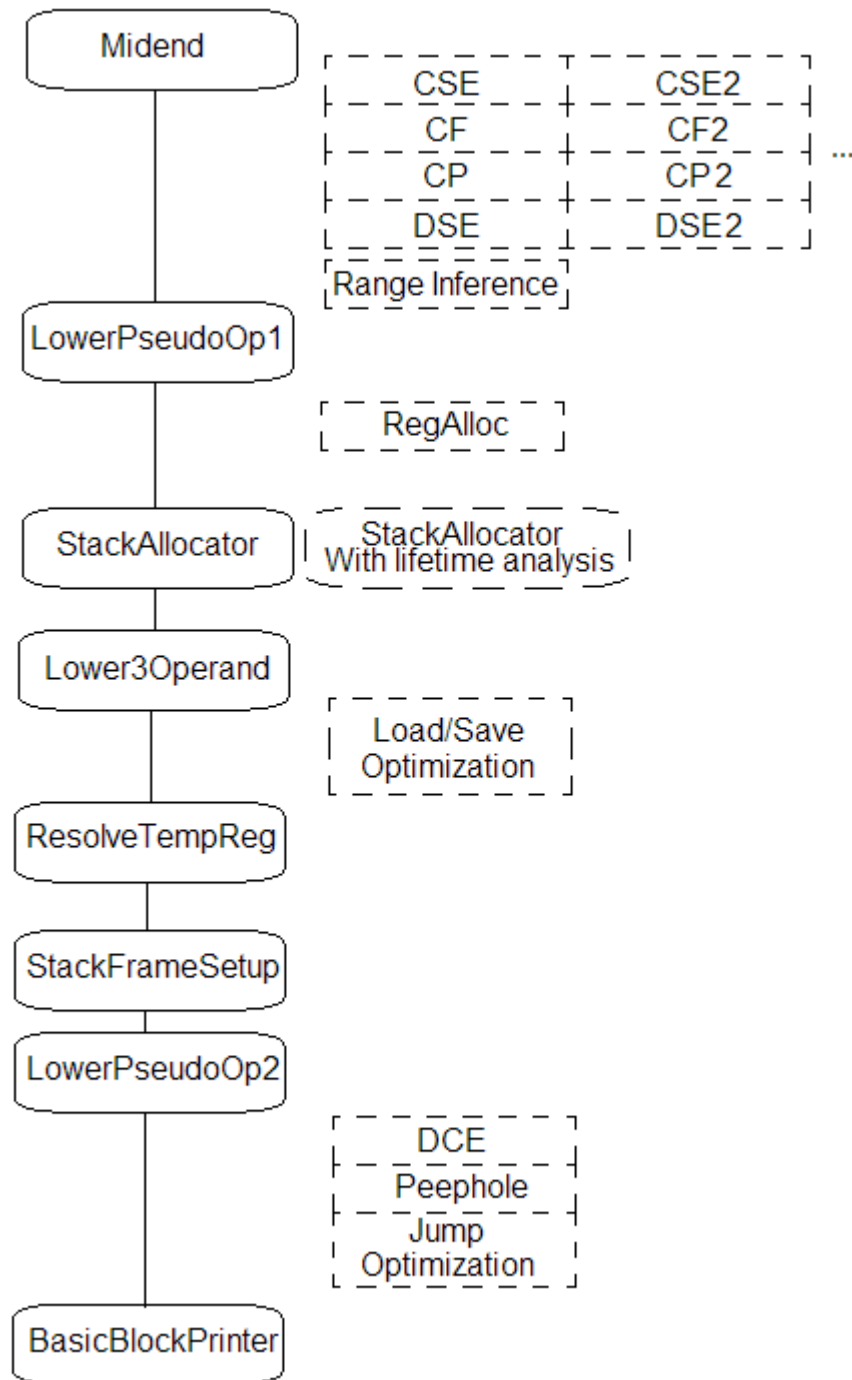 Midend
CSE CSE2
CF CF2
...
CP CP2
DSE DSE2
Range Inference
LowerPseudoOp1
RegAlloc
StackAllocator
StackAllocator
With lifetime analysis
Lower3Operand
Load/Save
Optimization
ResolveTempReg
StackFrameSetup
LowerPseudoOp2
DCE
Peephole
Jump
Optimization
BasicBlockPrinter